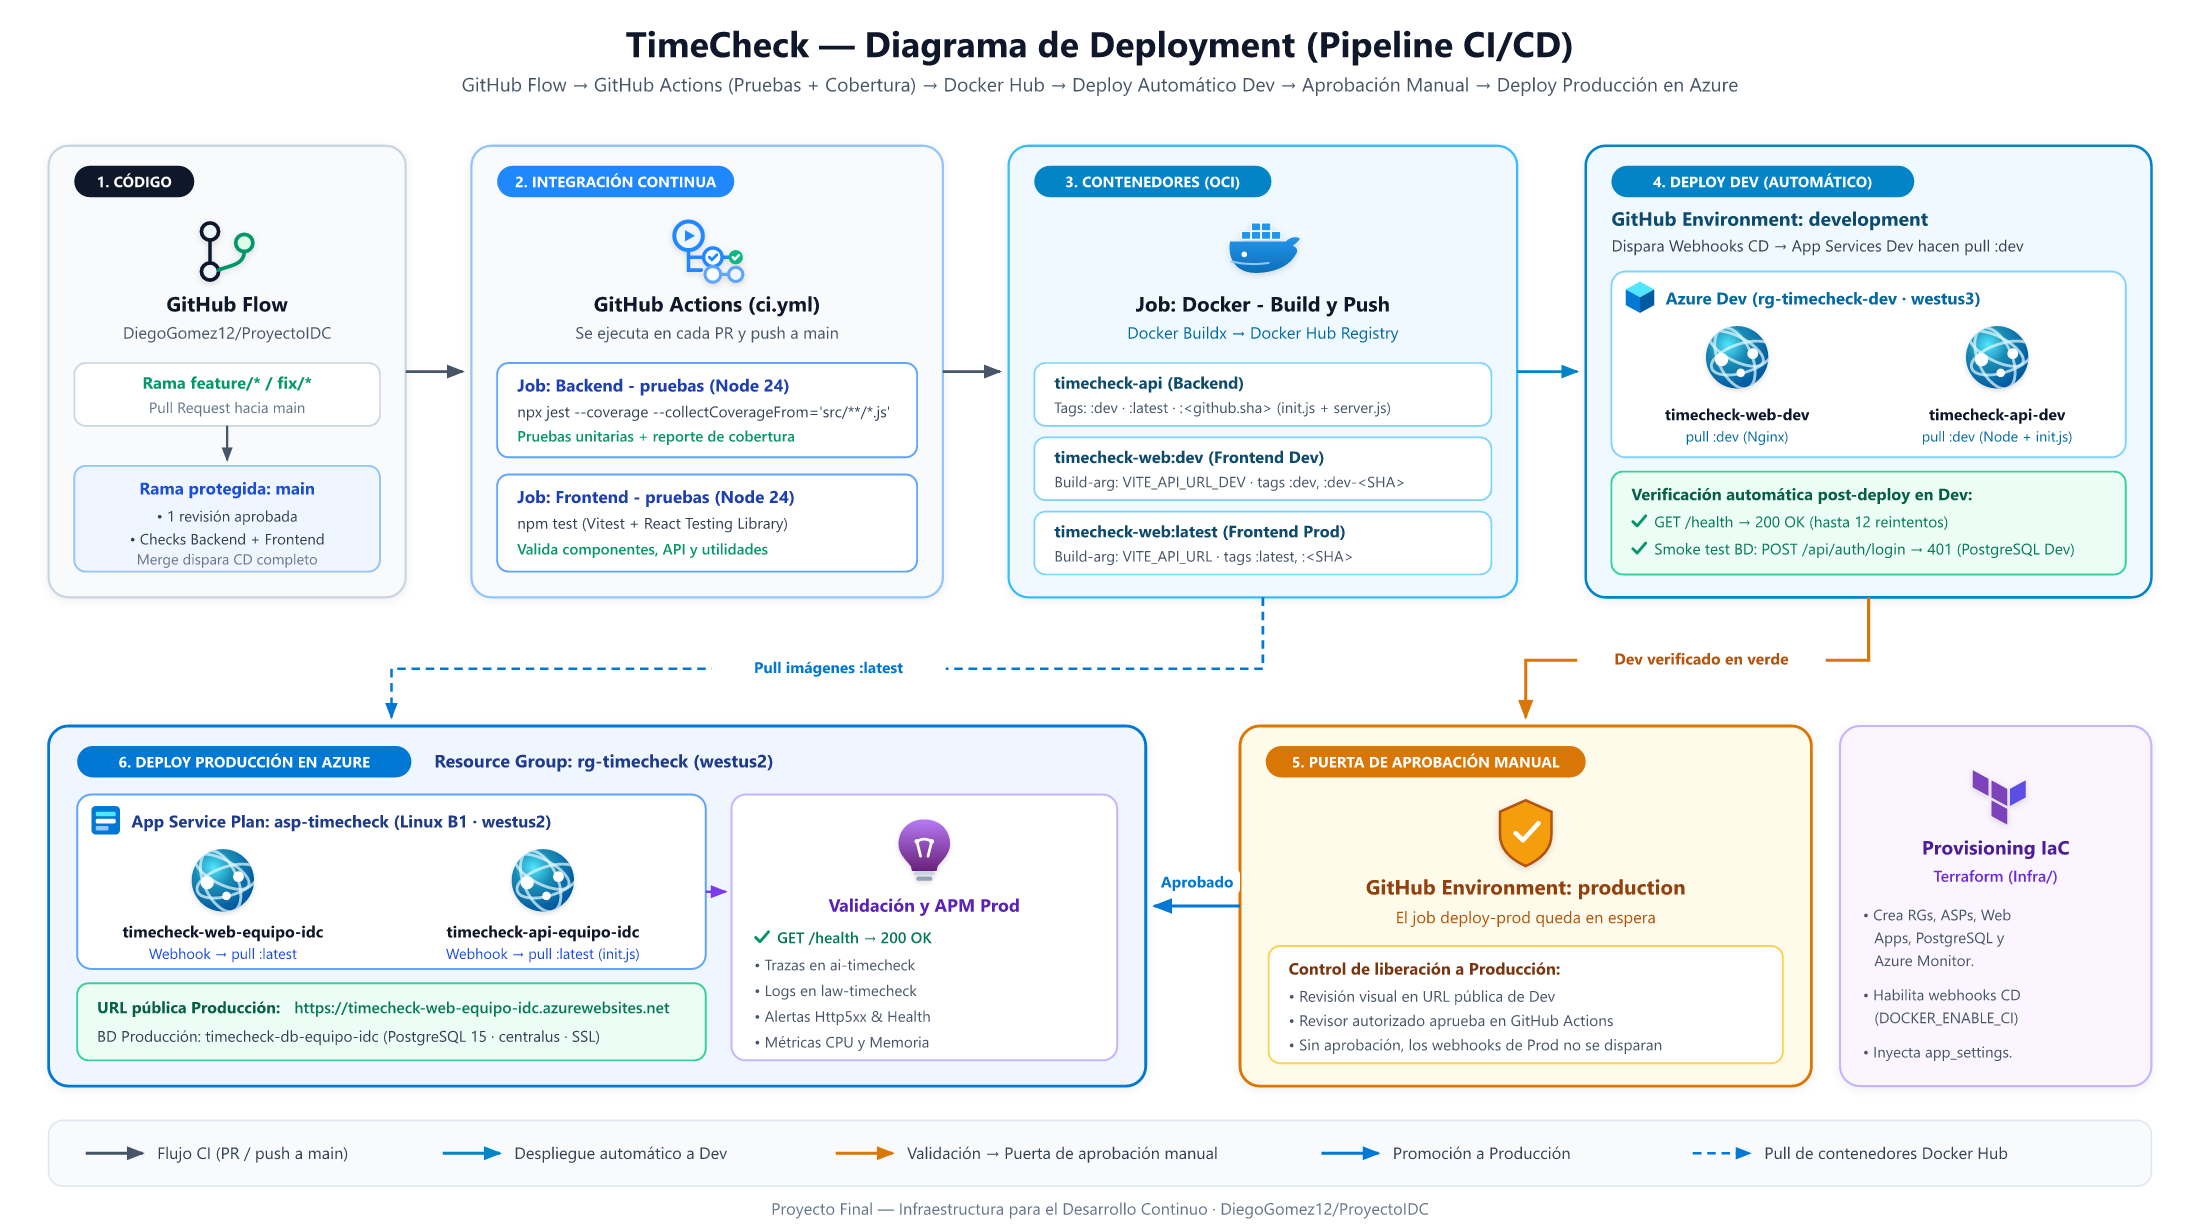 TimeCheck — Diagrama de Deployment (Pipeline CI/CD)
GitHub Flow → GitHub Actions (Pruebas + Cobertura) → Docker Hub → Deploy Automático Dev → Aprobación Manual → Deploy Producción en Azure
1. CÓDIGO
GitHub Flow
DiegoGomez12/ProyectoIDC
Rama feature/* / fix/*
Pull Request hacia main
Rama protegida: main
• 1 revisión aprobada
• Checks Backend + Frontend
Merge dispara CD completo
2. INTEGRACIÓN CONTINUA
GitHub Actions (ci.yml)
Se ejecuta en cada PR y push a main
Job: Backend - pruebas (Node 24)
npx jest --coverage --collectCoverageFrom='src/**/*.js'
Pruebas unitarias + reporte de cobertura
Job: Frontend - pruebas (Node 24)
npm test (Vitest + React Testing Library)
Valida componentes, API y utilidades
3. CONTENEDORES (OCI)
Job: Docker - Build y Push
Docker Buildx → Docker Hub Registry
timecheck-api (Backend)
Tags: :dev · :latest · :<github.sha> (init.js + server.js)
timecheck-web:dev (Frontend Dev)
Build-arg: VITE_API_URL_DEV · tags :dev, :dev-<SHA>
timecheck-web:latest (Frontend Prod)
Build-arg: VITE_API_URL · tags :latest, :<SHA>
4. DEPLOY DEV (AUTOMÁTICO)
GitHub Environment: development
Dispara Webhooks CD → App Services Dev hacen pull :dev
Azure Dev (rg-timecheck-dev · westus3)
timecheck-web-dev
pull :dev (Nginx)
timecheck-api-dev
pull :dev (Node + init.js)
Verificación automática post-deploy en Dev:
GET /health → 200 OK (hasta 12 reintentos)
Smoke test BD: POST /api/auth/login → 401 (PostgreSQL Dev)
Pull imágenes :latest
Dev verificado en verde
6. DEPLOY PRODUCCIÓN EN AZURE
Resource Group: rg-timecheck (westus2)
App Service Plan: asp-timecheck (Linux B1 · westus2)
timecheck-web-equipo-idc
Webhook → pull :latest
timecheck-api-equipo-idc
Webhook → pull :latest (init.js)
URL pública Producción: https://timecheck-web-equipo-idc.azurewebsites.net
BD Producción: timecheck-db-equipo-idc (PostgreSQL 15 · centralus · SSL)
Validación y APM Prod
GET /health → 200 OK
• Trazas en ai-timecheck
• Logs en law-timecheck
• Alertas Http5xx & Health
• Métricas CPU y Memoria
Aprobado
5. PUERTA DE APROBACIÓN MANUAL
GitHub Environment: production
El job deploy-prod queda en espera
Control de liberación a Producción:
• Revisión visual en URL pública de Dev
• Revisor autorizado aprueba en GitHub Actions
• Sin aprobación, los webhooks de Prod no se disparan
Provisioning IaC
Terraform (Infra/)
• Crea RGs, ASPs, Web
Apps, PostgreSQL y
Azure Monitor.
• Habilita webhooks CD
(DOCKER_ENABLE_CI)
• Inyecta app_settings.
Flujo CI (PR / push a main)
Despliegue automático a Dev
Validación → Puerta de aprobación manual
Promoción a Producción
Pull de contenedores Docker Hub
Proyecto Final — Infraestructura para el Desarrollo Continuo · DiegoGomez12/ProyectoIDC